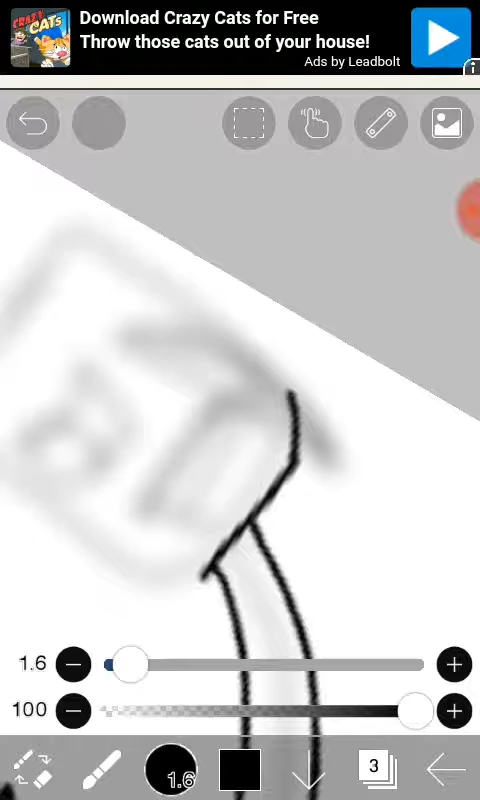 CRAZY CATS
Download Crazy Cats for Free
Throw those cats out of your house!
Ads by Leadbolt
1.6
100
1.6
3